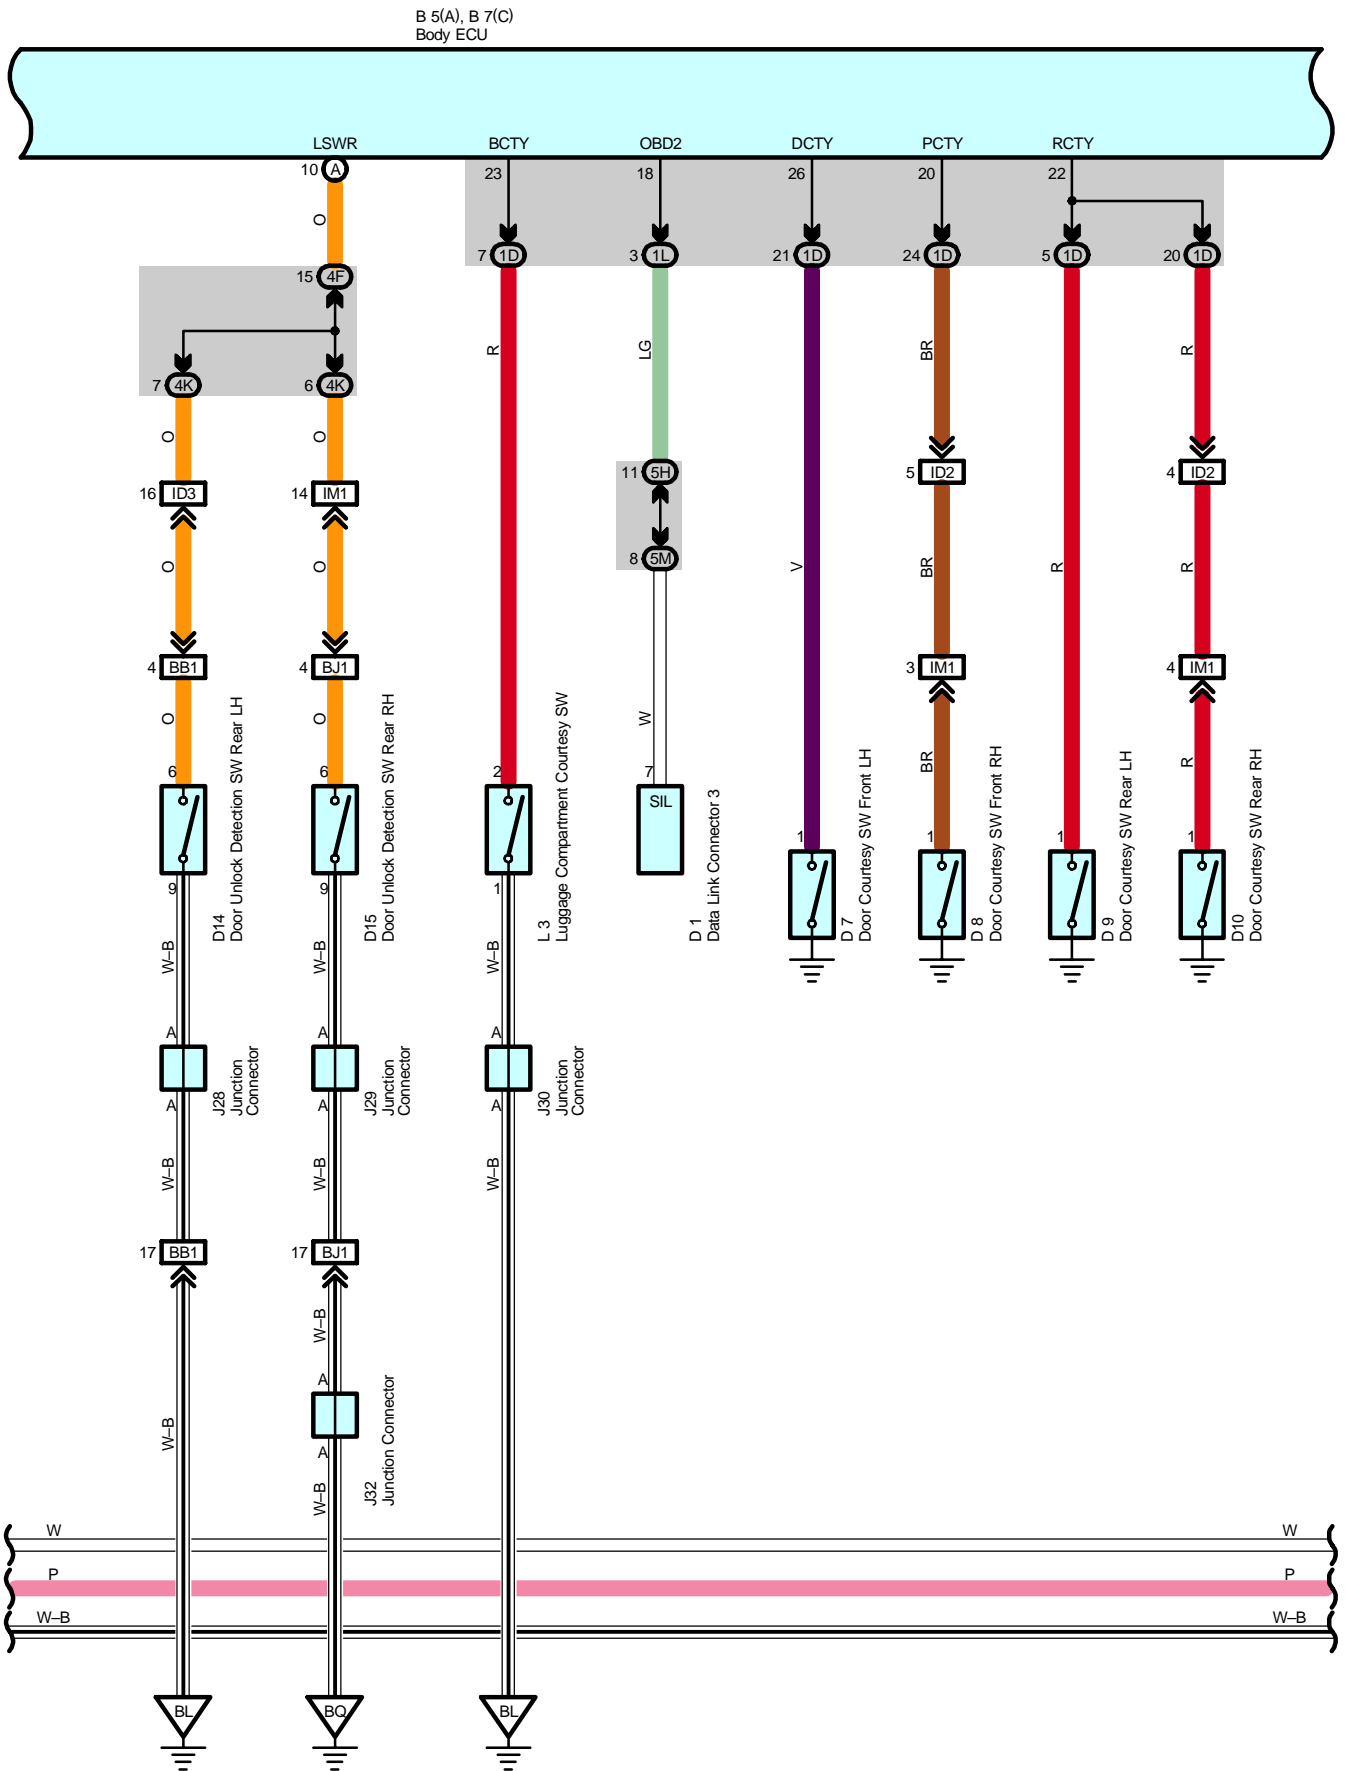 B 5(A), B 7(C)
Body ECU
LSWR
BCTY
OBD2
DCTY
PCTY
RCTY
10 A
23
18
26
20
22
O
7 1D
3 1L
21 1D
24 1D
5 1D
20 1D
15 4F
R
LG
BR
R
7 4K
6 4K
O
O
11 5H
5 ID2
4 ID2
16 ID3
14 IM1
8 5M
O
O
V
BR
R
R
4 BB1
4 BJ1
3 IM1
4 IM1
O
O
W
BR
R
6
6
2
7
SIL
1
1
1
1
9
9
1
D14
Door Unlock Detection SW Rear LH
D15
Door Unlock Detection SW Rear RH
L 3
Luggage Compartment Courtesy SW
D 1
Data Link Connector 3
D 7
Door Courtesy SW Front LH
D 8
Door Courtesy SW Front RH
D 9
Door Courtesy SW Rear LH
D10
Door Courtesy SW Rear RH
W–B
W–B
W–B
A
A
A
J28
Junction
Connector
J29
Junction
Connector
J30
Junction
Connector
A
A
A
W–B
W–B
W–B
17 BB1
17 BJ1
W–B
A
W–B
A
J32
Junction Connector
W–B
W
W
P
P
W–B
W–B
BL
BQ
BL